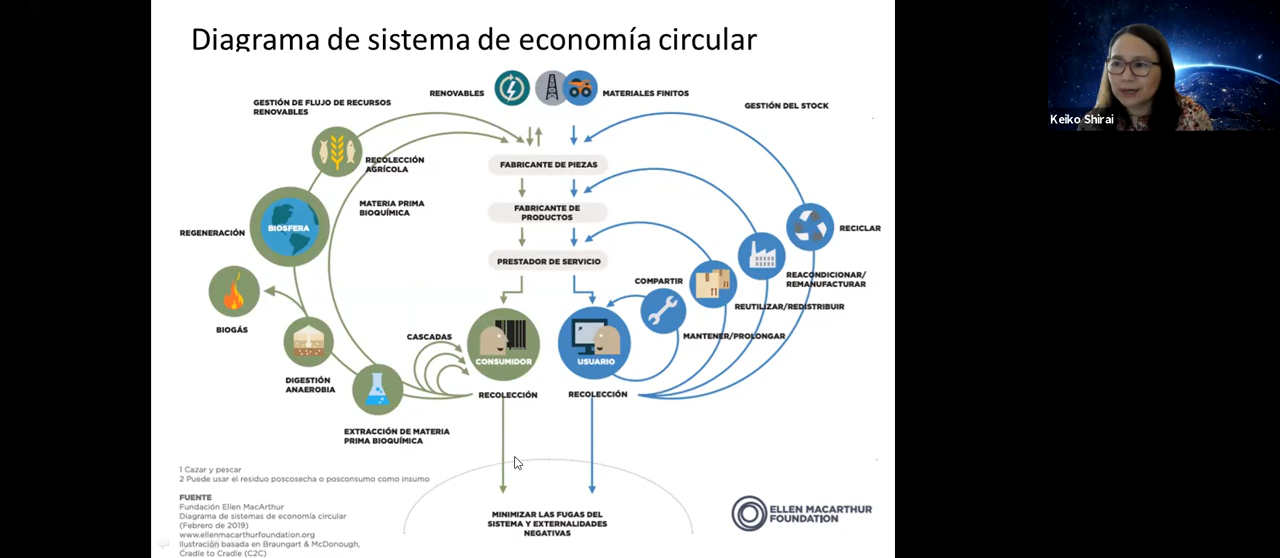 Diagrama de sistema de economía circular
RENOVABLES
MATERIALES FINITOS
GESTIÓN DE FLUJO DE RECURSOS
RENOVABLES
GESTIÓN DEL STOCK
Keiko Shirai
RECOLECCIÓN
AGRÍCOLA
FABRICANTE DE PIEZAS
MATERIA PRIMA
BIOQUÍMICA
FABRICANTE DE
PRODUCTOS
REGENERACIÓN
BIOSFERA
RECICLAR
PRESTADOR DE SERVICIO
COMPARTIR
REACONDICIONAR/
REMANUFACTURAR
REUTILIZAR/REDISTRIBUIR
BIOGÁS
CASCADAS
MANTENER/PROLONGAR
CONSUMIDOR
USUARIO
DIGESTIÓN
ANAEROBIA
RECOLECCIÓN
RECOLECCIÓN
EXTRACCIÓN DE MATERIA
PRIMA BIOQUÍMICA
1 Cazar y pescar
2 Puede usar el residuo poscosecha o posconsumo como insumo
FUENTE
Fundación Ellen MacArthur
Diagrama de sistemas de economía circular
(Febrero de 2019)
www.ellenmacarthurfoundation.org
Ilustración basada en Braungart & McDonough,
Cradle to Cradle (C2C)
MINIMIZAR LAS FUGAS DEL
SISTEMA Y EXTERNALIDADES
NEGATIVAS
ELLEN MACARTHUR
FOUNDATION